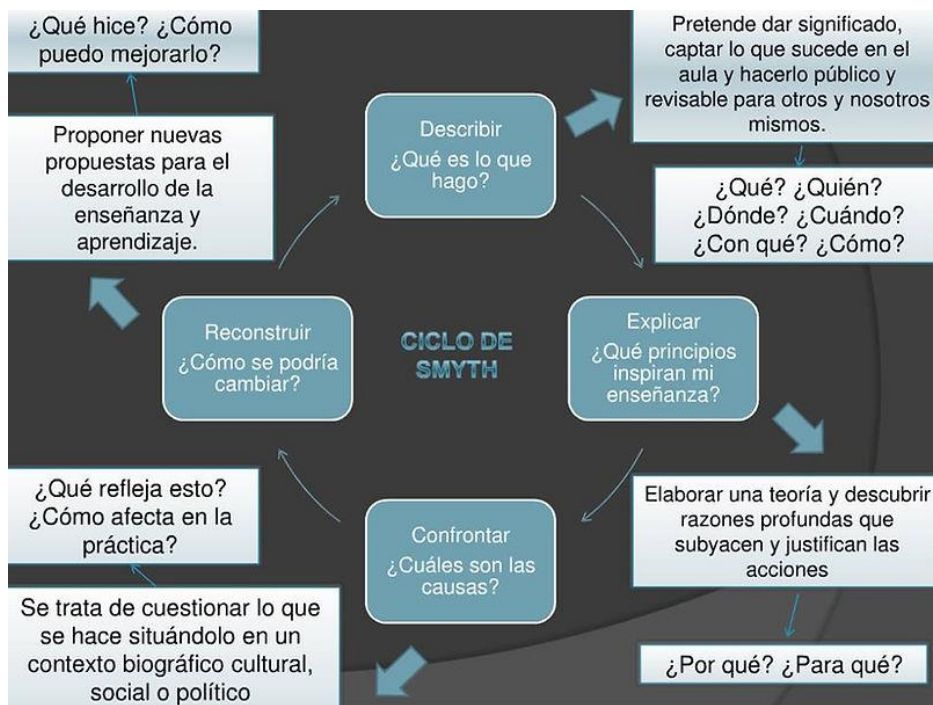 ¿Qué hice? ¿Cómo
puedo mejorarlo?
Proponer nuevas
propuestas para el
desarrollo de la
enseñanza y
aprendizaje.
Describir
¿Qué es lo que
hago?
Pretende dar significado,
captar lo que sucede en el
aula y hacerlo público y
revisable para otros y nosotros
mismos.
¿Qué? ¿Quién?
¿Dónde? ¿Cuándo?
¿Con qué? ¿Cómo?
Reconstruir
¿Cómo se podría
cambiar?
CICLO DE
SMYTH
Explicar
¿Qué principios
inspiran mi
enseñanza?
¿Qué refleja esto?
¿Cómo afecta en la
práctica?
Se trata de cuestionar lo que
se hace situándolo en un
contexto biográfico cultural,
social o político
Confrontar
¿Cuáles son las
causas?
Elaborar una teoría y descubrir
razones profundas que
subyacen y justifican las
acciones
¿Por qué? ¿Para qué?